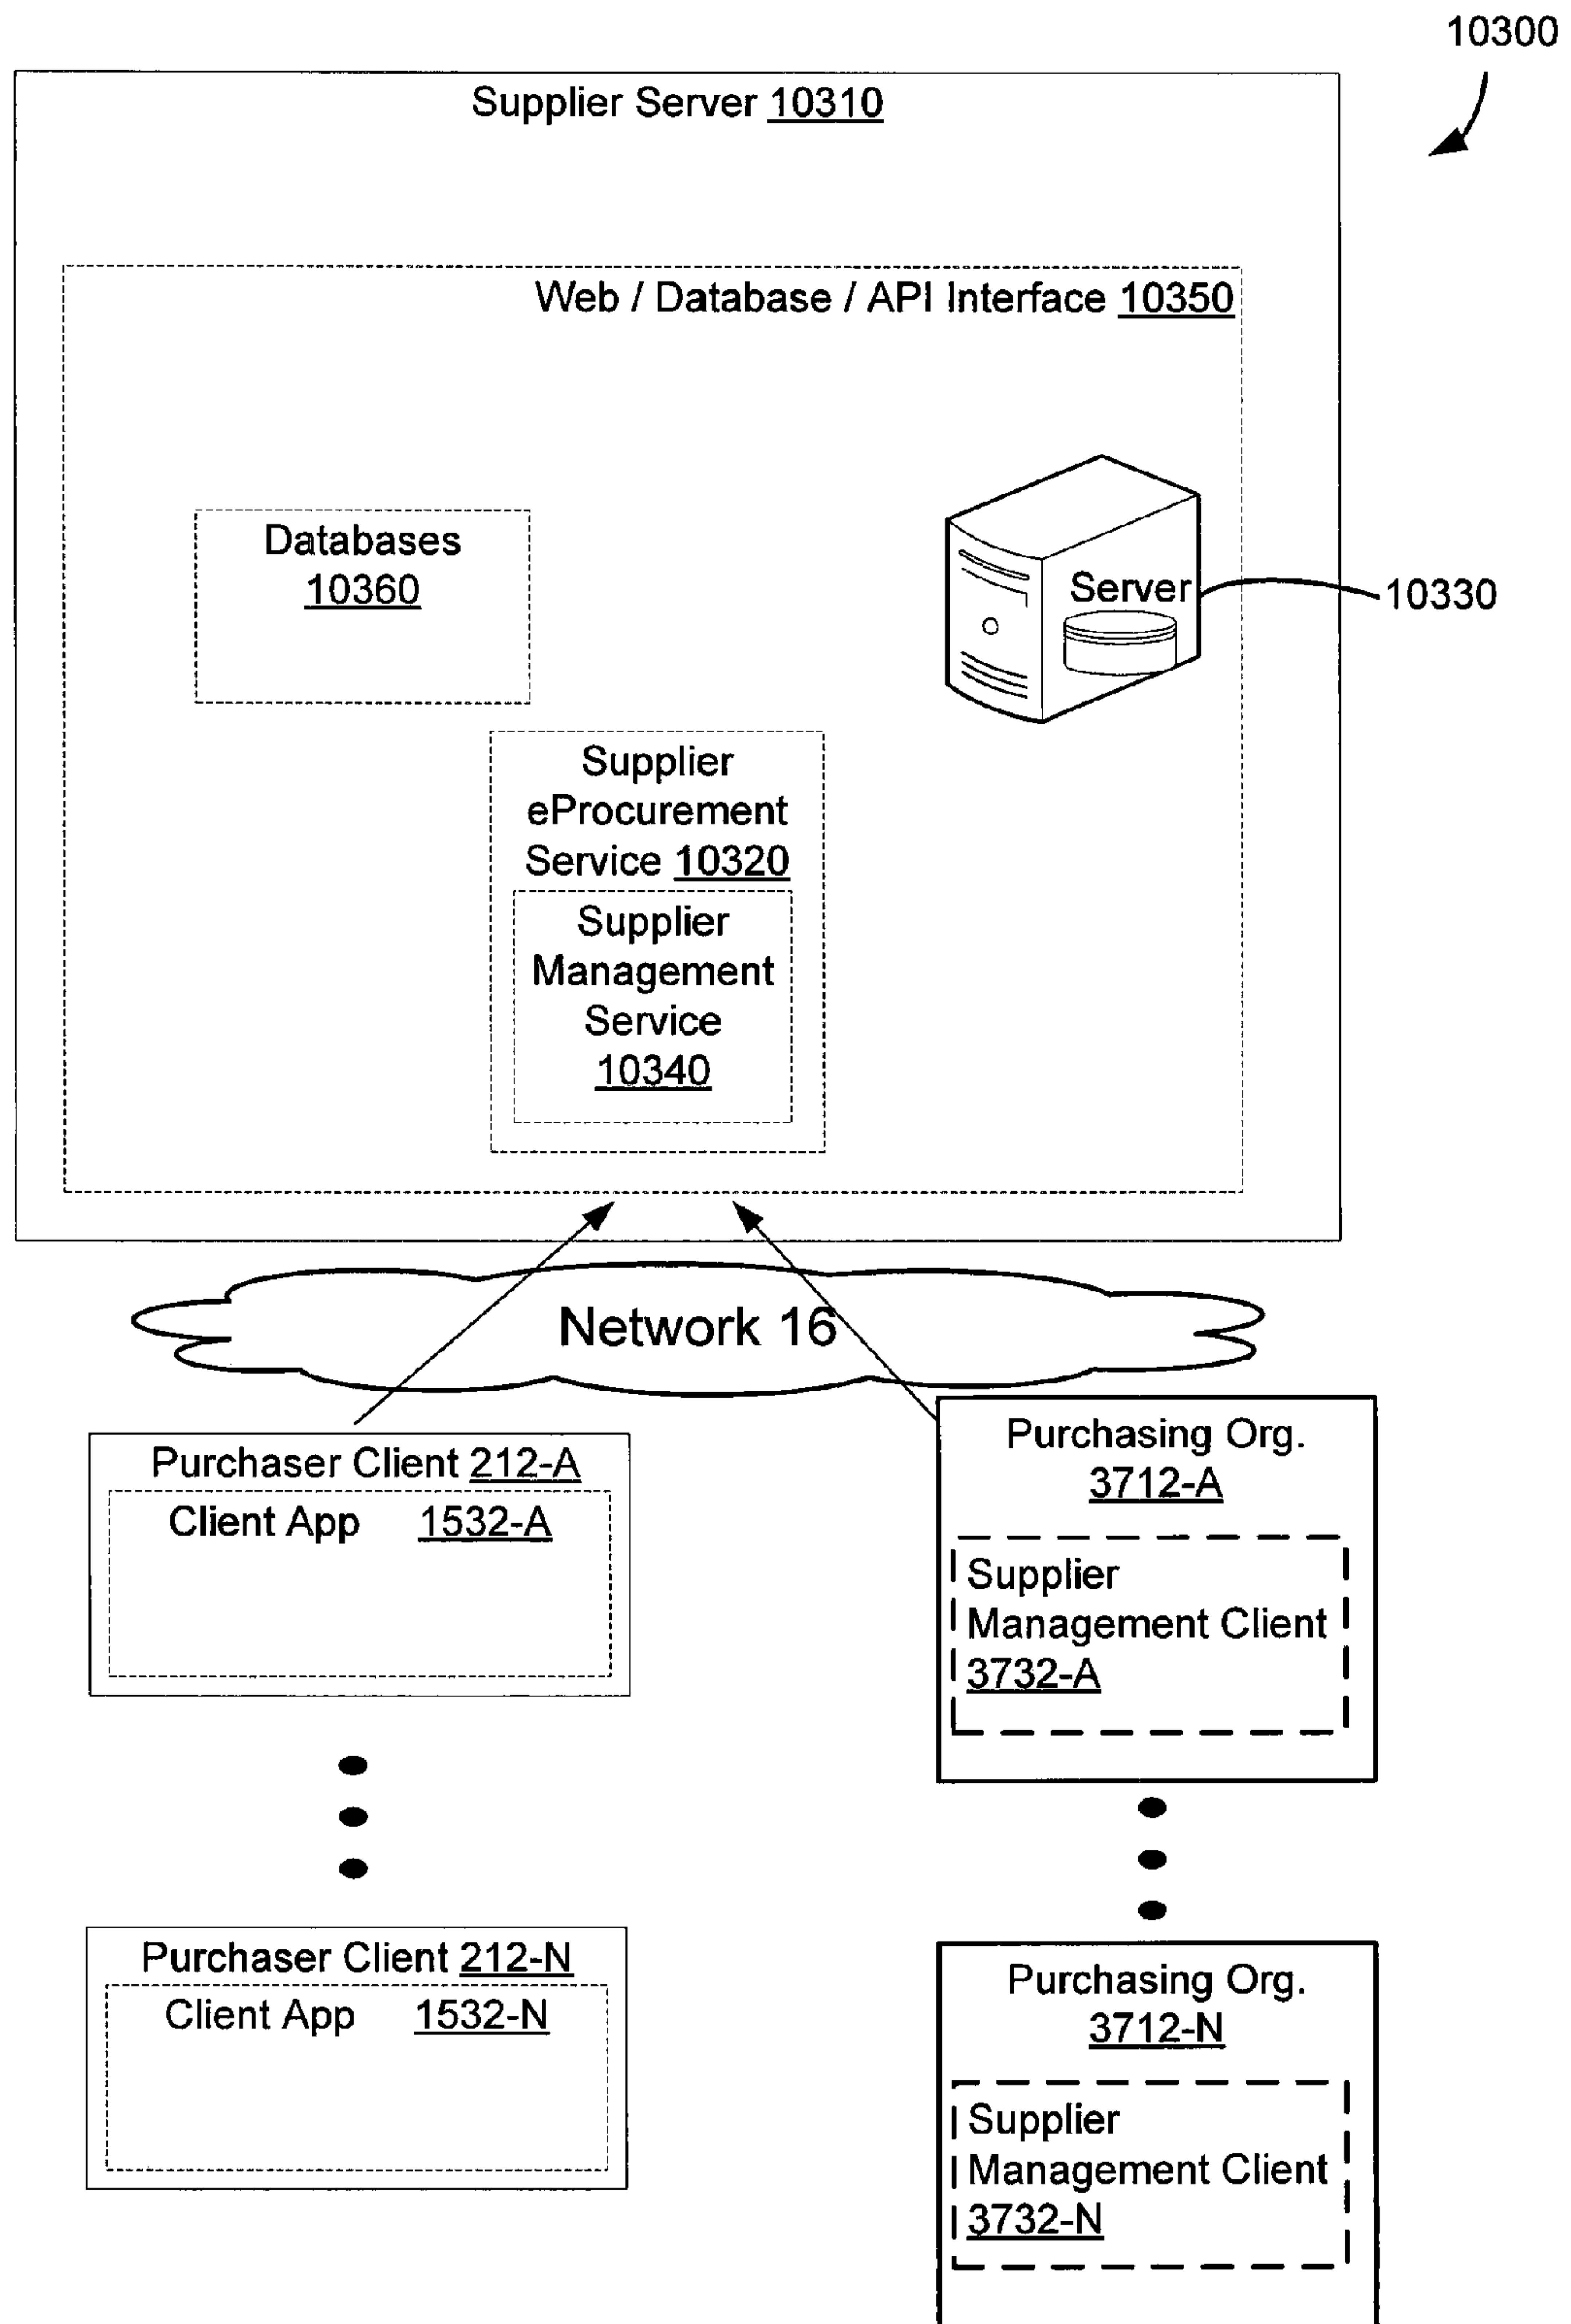 10300
Supplier Server 10310
Web / Database / API Interface 10350
Databases
10360
Server
10330
Supplier
eProcurement
Service 10320
Supplier
Management
Service
10340
Network 16
Purchaser Client 212-A
Client App 1532-A
Purchasing Org.
3712-A
Supplier
Management Client
3732-A
Purchaser Client 212-N
Client App 1532-N
Purchasing Org.
3712-N
Supplier
Management Client
3732-N